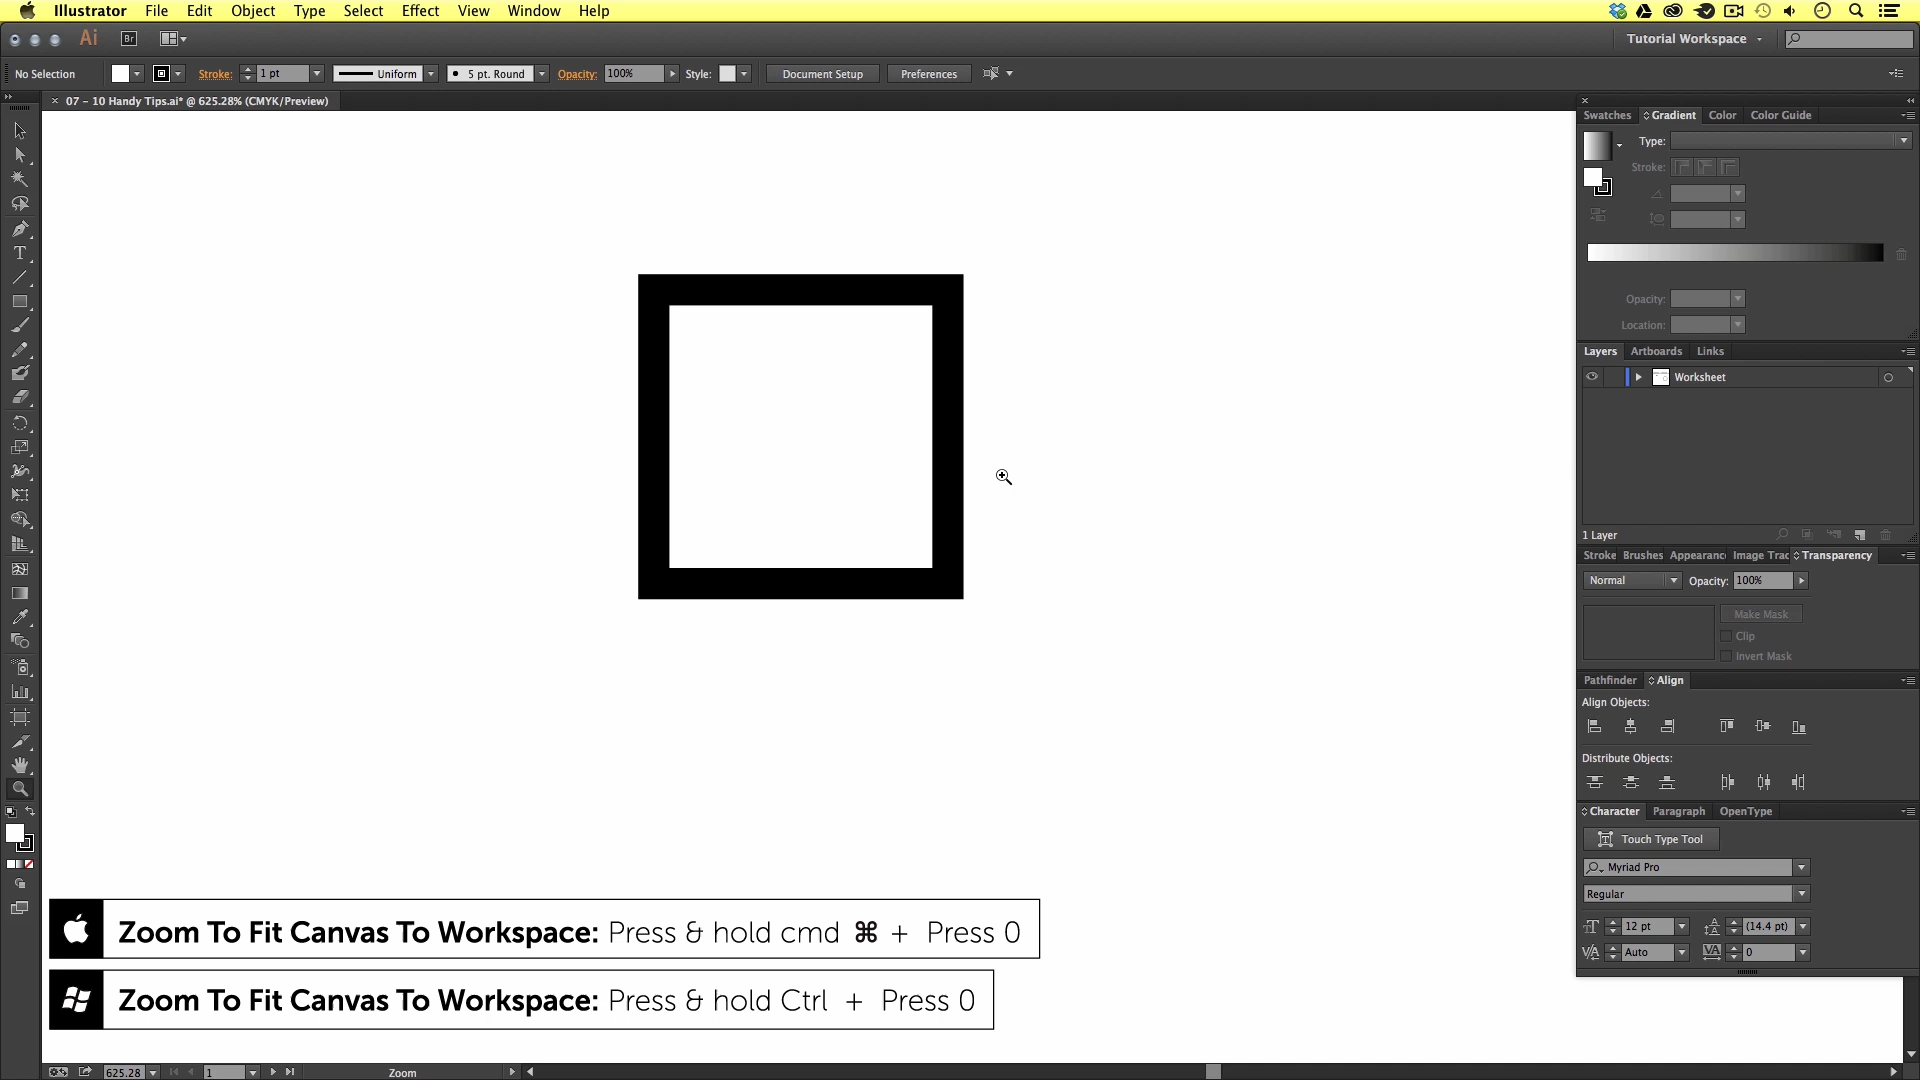 Illustrator File Edit Object Type Select Effect View Window Help
Ai Br Tutorial Workspace
No Selection Stroke: 1 pt Uniform 5 pt. Round Opacity: 100% Style: Document Setup Preferences
07 - 10 Handy Tips.ai* @ 625.28% (CMYK/Preview)
Swatches Gradient Color Color Guide
Type:
Stroke:
Opacity:
Location:
Layers Artboards Links
Worksheet
1 Layer
Stroke Brushes Appearanc Image Trac Transparency
Normal Opacity: 100%
Make Mask
Clip
Invert Mask
Pathfinder Align
Align Objects:
Distribute Objects:
Character Paragraph OpenType
Touch Type Tool
Myriad Pro
Regular
12 pt (14.4 pt)
Auto 0
Zoom To Fit Canvas To Workspace: Press & hold cmd ⌘ + Press 0
Zoom To Fit Canvas To Workspace: Press & hold Ctrl + Press 0
625.28 1 Zoom